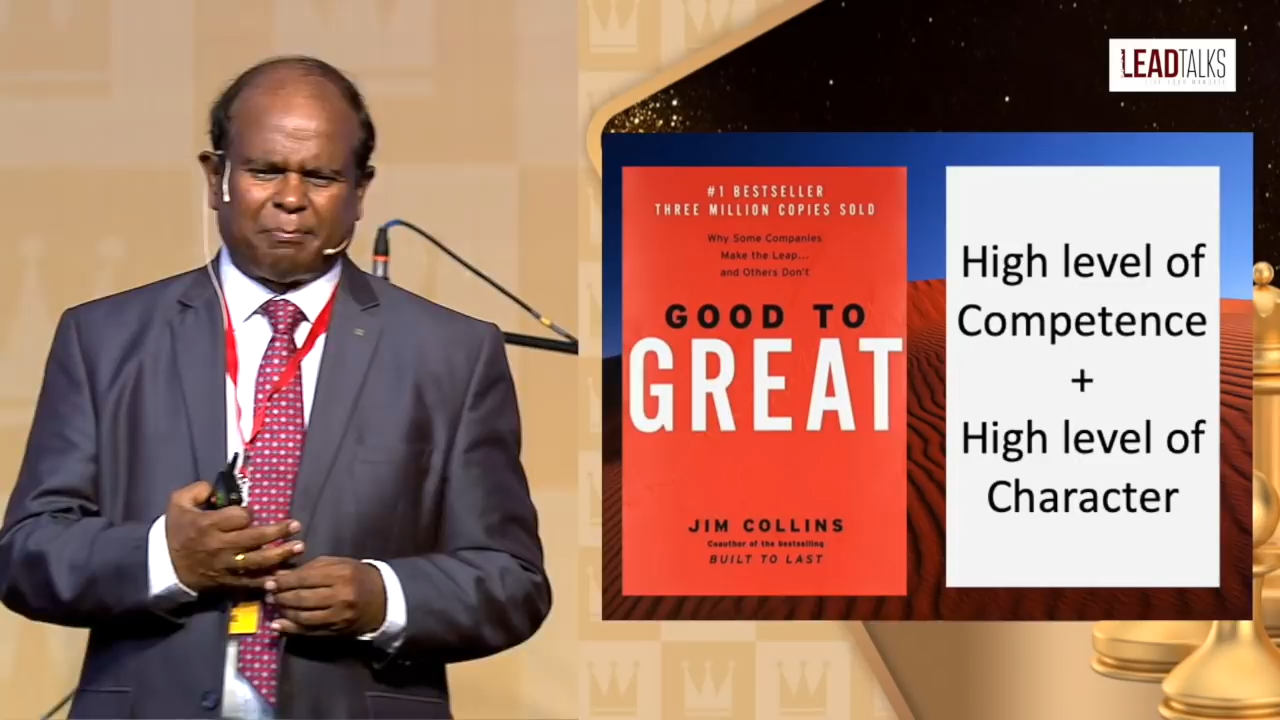 LEADTALKS
#1 BESTSELLER
THREE MILLION COPIES SOLD
Why Some Companies
Make the Leap...
and Others Don't
GOOD TO
GREAT
JIM COLLINS
Coauthor of the bestselling
BUILT TO LAST
High level of
Competence
+
High level of
Character